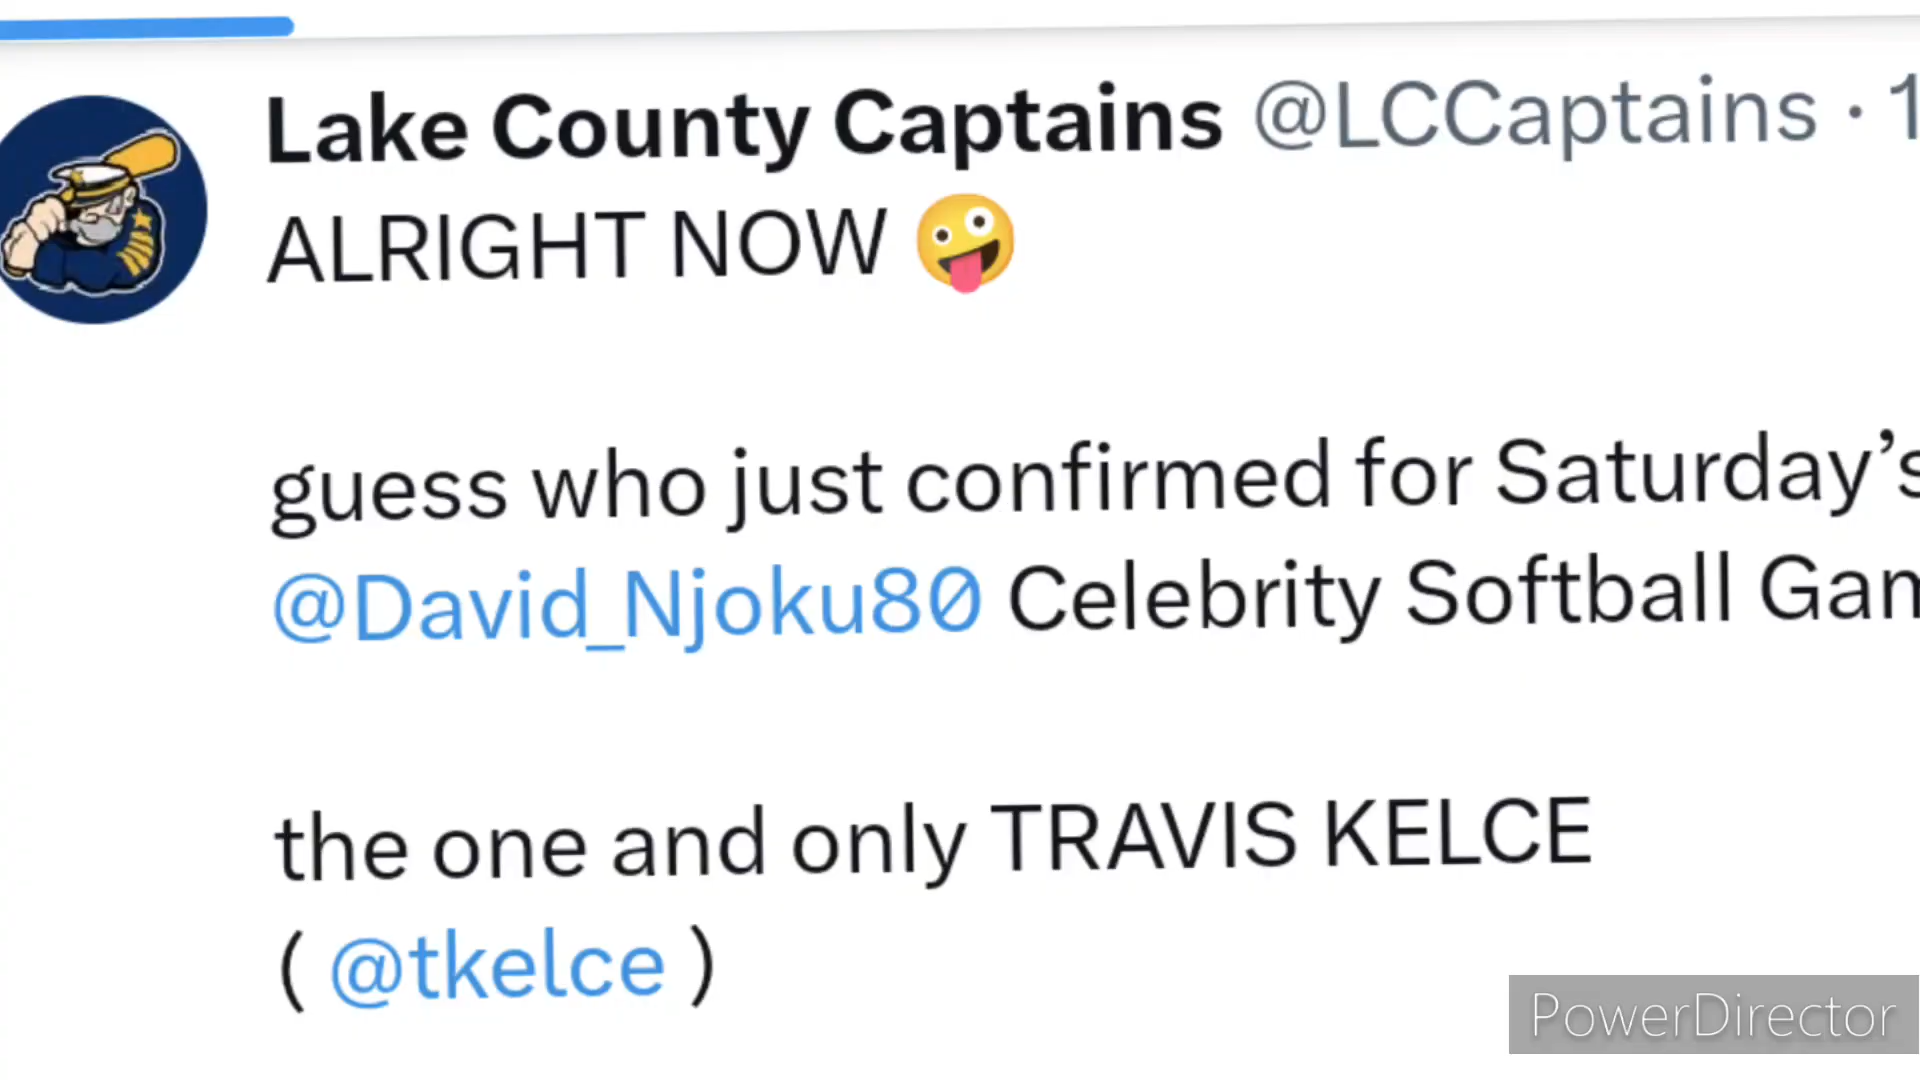 Lake County Captains @LCCaptains · 1
ALRIGHT NOW 🤪
guess who just confirmed for Saturday’s
@David_Njoku80 Celebrity Softball Gam
the one and only TRAVIS KELCE
( @tkelce )
PowerDirector